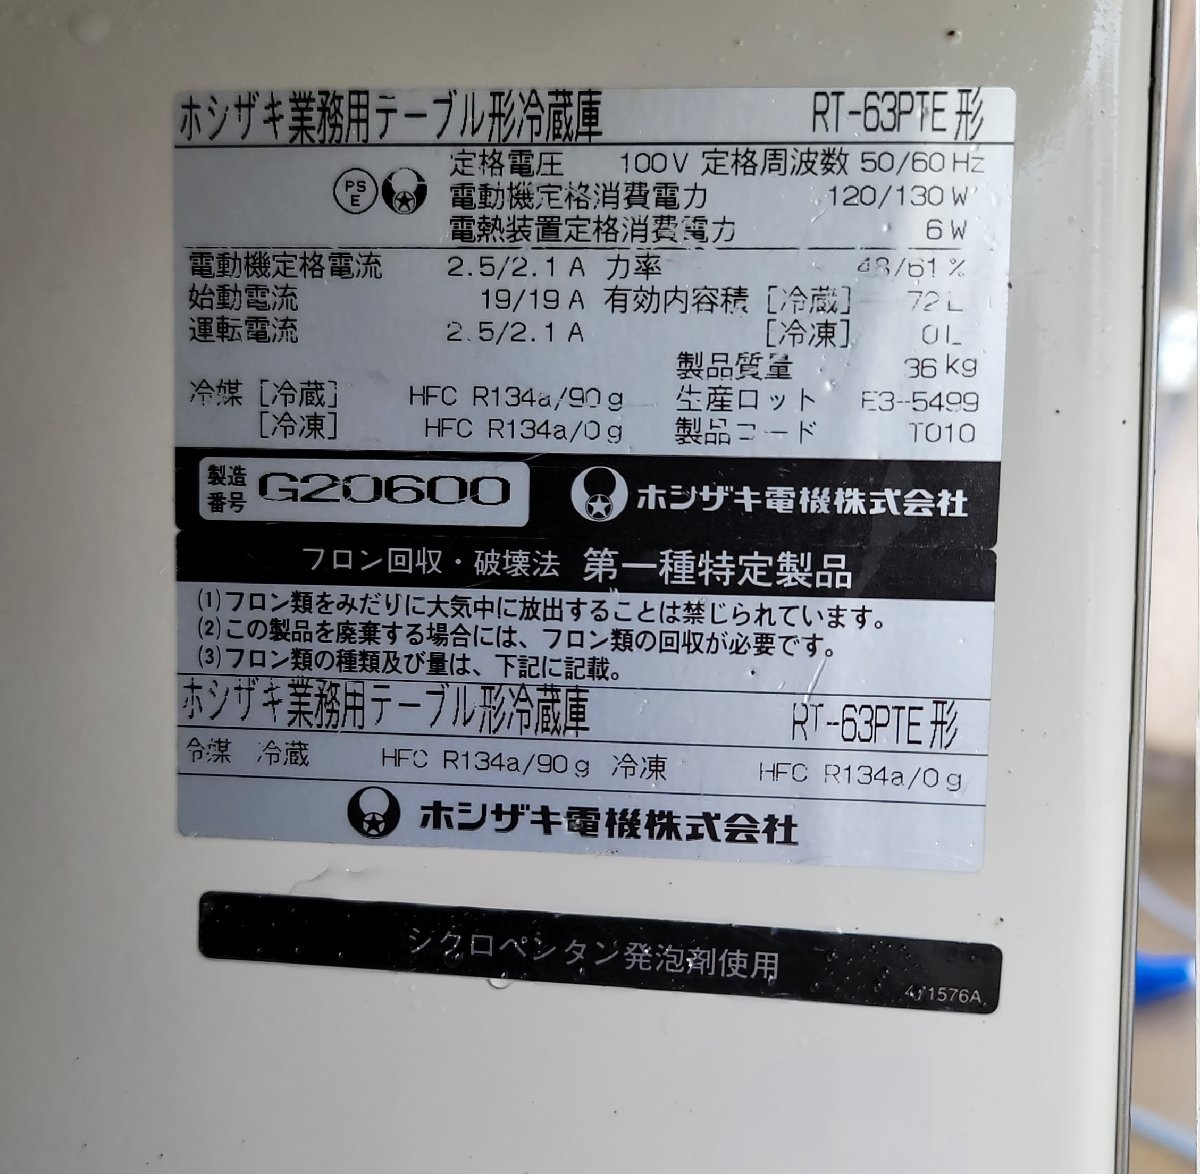 ホシザキ業務用テーブル形冷蔵庫 RT-63PTE形
定格電圧 100V 定格周波数 50/60Hz
PS
E
電動機定格消費電力 120/130W
電熱装置定格消費電力 6W
電動機定格電流 2.5/2.1A 力率 48/61%
始動電流 19/19A 有効内容積 [冷蔵] 72L
運転電流 2.5/2.1A [冷凍] 0L
製品質量 36kg
冷媒 [冷蔵] HFC R134a/90g 生産ロット E3-5499
[冷凍] HFC R134a/0g 製品コード T010
製造
番号 G20600 ホシザキ電機株式会社
フロン回収・破壊法 第一種特定製品
(1)フロン類をみだりに大気中に放出することは禁じられています。
(2)この製品を廃棄する場合には、フロン類の回収が必要です。
(3)フロン類の種類及び量は、下記に記載。
ホシザキ業務用テーブル形冷蔵庫 RT-63PTE形
冷媒 冷蔵 HFC R134a/90g 冷凍 HFC R134a/0g
ホシザキ電機株式会社
シクロペンタン発泡剤使用